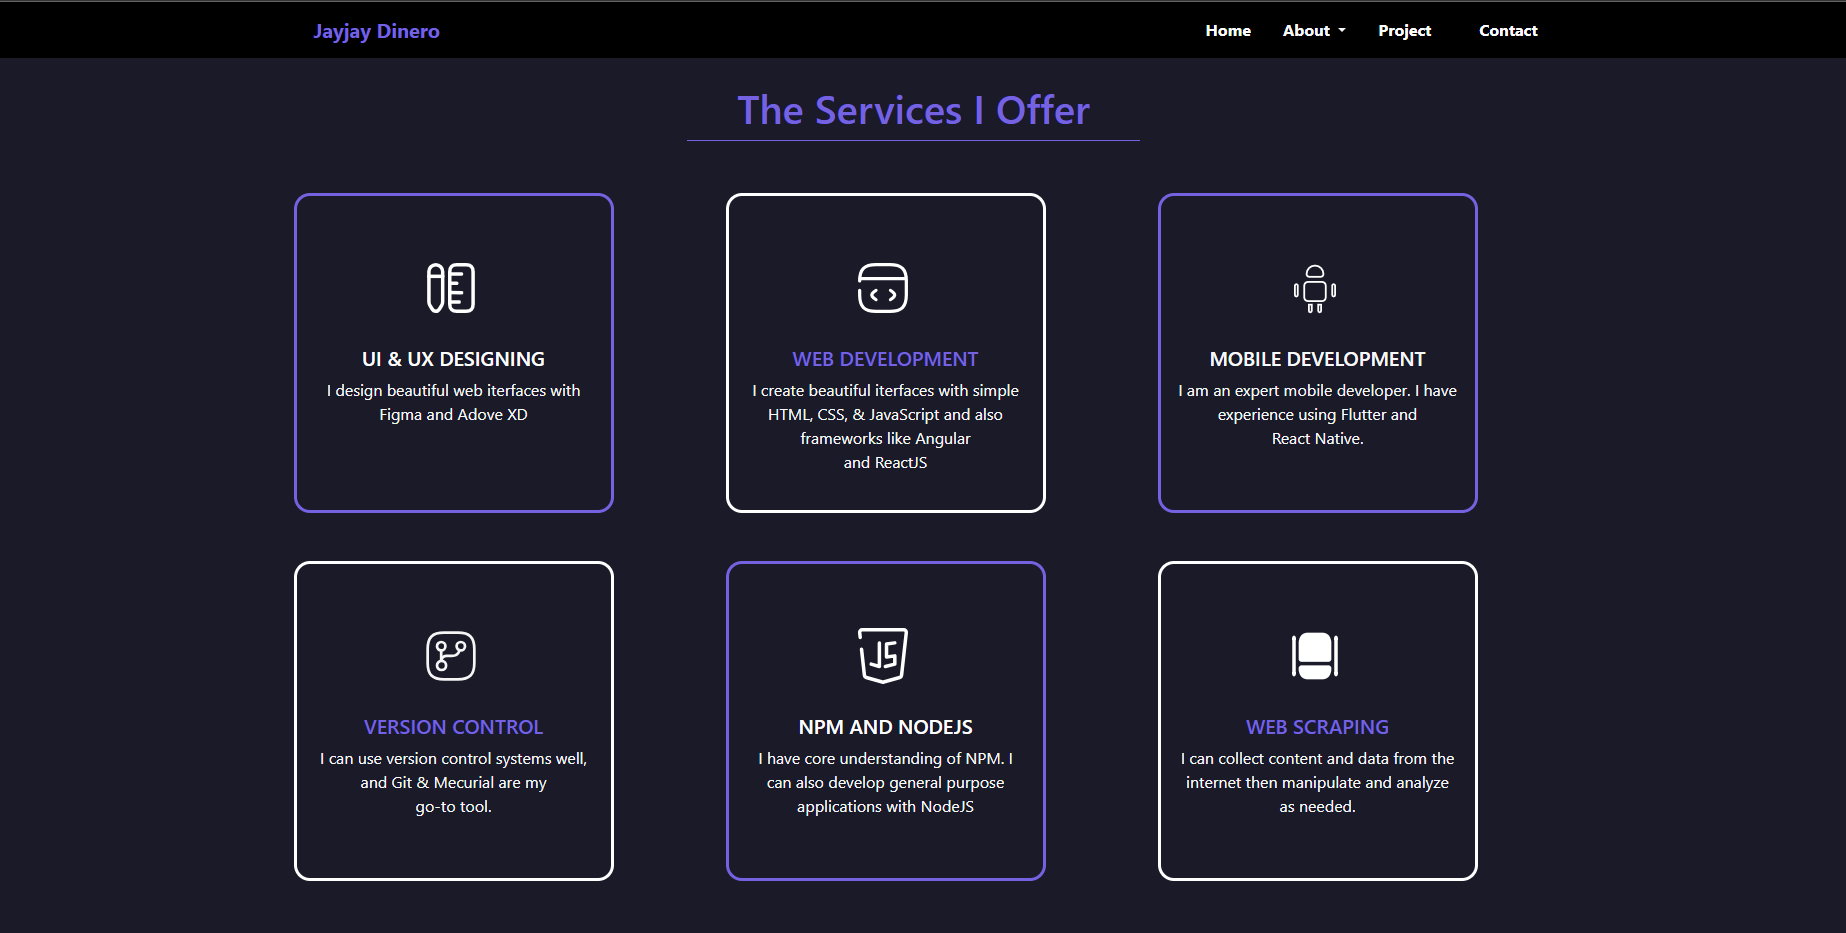 Jayjay Dinero
Home About Project Contact
The Services I Offer
UI & UX DESIGNING
I design beautiful web iterfaces with
Figma and Adove XD
WEB DEVELOPMENT
I create beautiful iterfaces with simple
HTML, CSS, & JavaScript and also
frameworks like Angular
and ReactJS
MOBILE DEVELOPMENT
I am an expert mobile developer. I have
experience using Flutter and
React Native.
VERSION CONTROL
I can use version control systems well,
and Git & Mecurial are my
go-to tool.
JS
NPM AND NODEJS
I have core understanding of NPM. I
can also develop general purpose
applications with NodeJS
WEB SCRAPING
I can collect content and data from the
internet then manipulate and analyze
as needed.